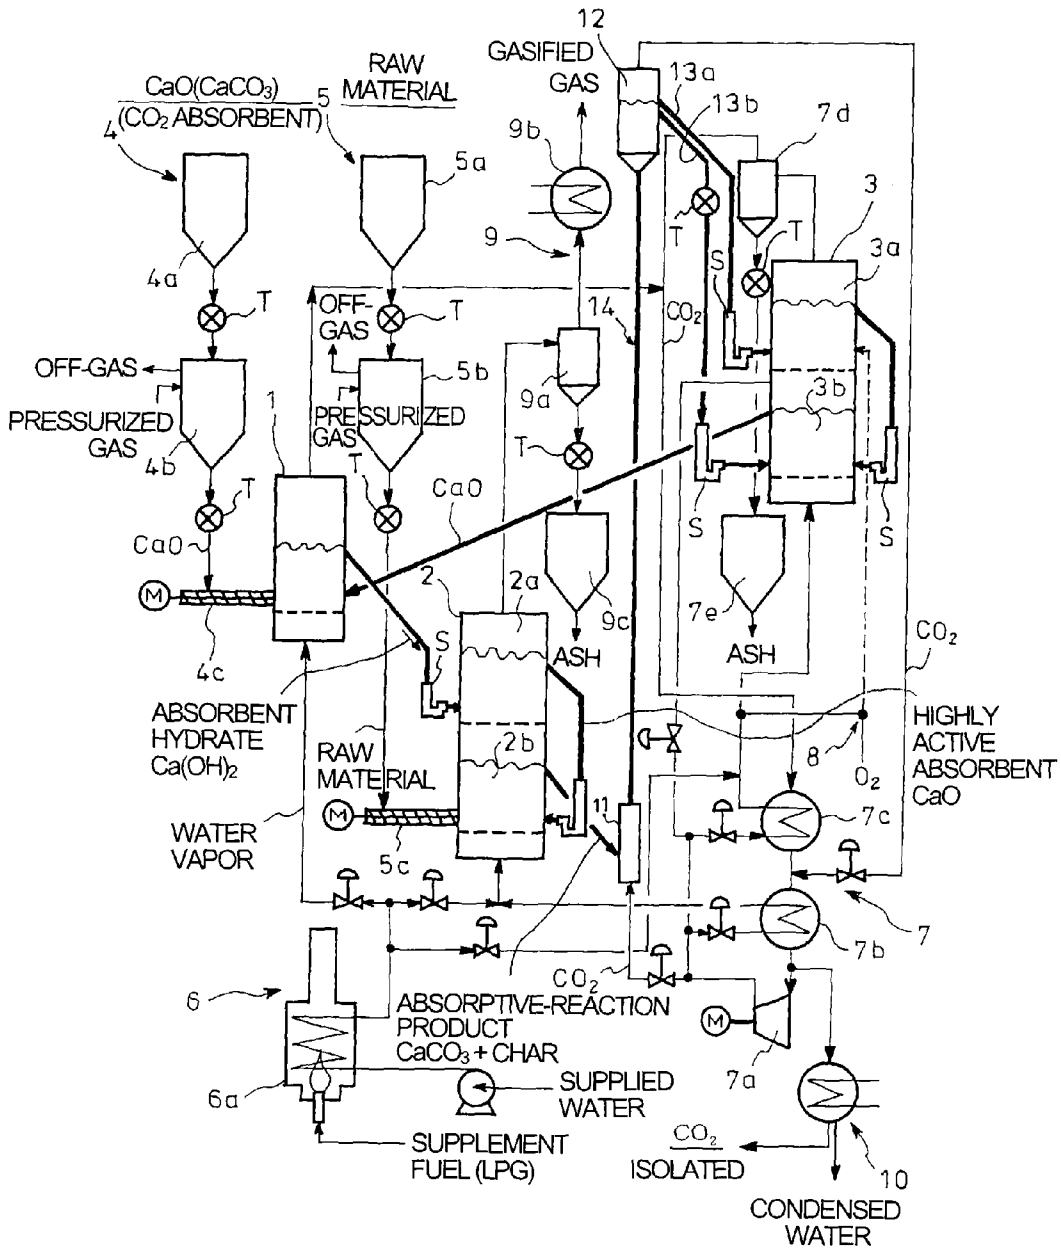 12
GASIFIED
GAS
13a
13b
7d
CaO(CaCO₃)
(CO₂ ABSORBENT)
4
5
RAW
MATERIAL
5a
4a
9b
9
3
3a
T
T
S
T
T
OFF-GAS
OFF-
GAS
CO₂
14
PRESSURIZED
GAS
4b
PRESSURIZED
GAS
5b
9a
T
3b
1
T
T
CaO
CaO
S
S
M
4c
2
2a
9c
7e
ASH
ASH
CO₂
S
ABSORBENT
HYDRATE
Ca(OH)₂
RAW
MATERIAL
2b
8
O₂
HIGHLY
ACTIVE
ABSORBENT
CaO
11
7c
WATER
VAPOR
M
5c
7
7b
6
CO₂
ABSORPTIVE-REACTION
PRODUCT
CaCO₃ + CHAR
M
7a
6a
SUPPLIED
WATER
SUPPLEMENT
FUEL (LPG)
CO₂
ISOLATED
10
CONDENSED
WATER